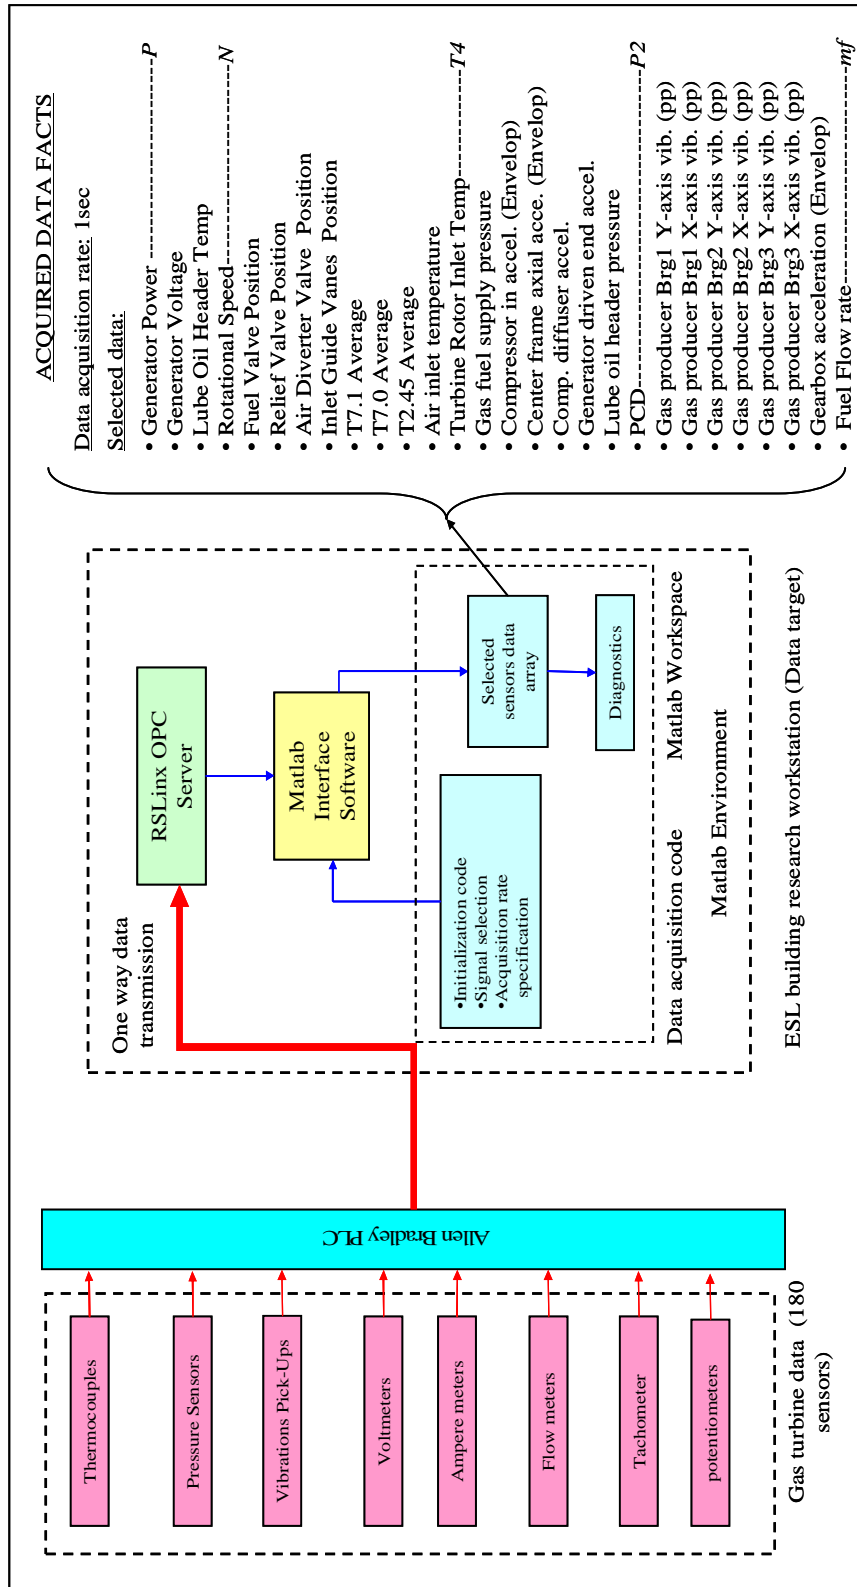 Thermocouples
Pressure Sensors
Vibrations Pick-Ups
Voltmeters
Ampere meters
Flow meters
Tachometer
potentiometers
Gas turbine data (180
sensors)
Allen Bradley PLC
One way data
transmission
RSLinx OPC
Server
Matlab
Interface
Software
•Initialization code
•Signal selection
•Acquisition rate
specification
Selected
sensors data
array
Diagnostics
Data acquisition code
Matlab Workspace
Matlab Environment
ESL building research workstation (Data target)
ACQUIRED DATA FACTS
Data acquisition rate: 1sec
Selected data:
• Generator Power ----------------------P
• Generator Voltage
• Lube Oil Header Temp
• Rotational Speed--------------------N
• Fuel Valve Position
• Relief Valve Position
• Air Diverter Valve Position
• Inlet Guide Vanes Position
• T7.1 Average
• T7.0 Average
• T2.45 Average
• Air inlet temperature
• Turbine Rotor Inlet Temp------------T4
• Gas fuel supply pressure
• Compressor in accel. (Envelop)
• Center frame axial acce. (Envelop)
• Comp. diffuser accel.
• Generator driven end accel.
• Lube oil header pressure
• PCD--------------------------------P2
• Gas producer Brg1 Y-axis vib. (pp)
• Gas producer Brg1 X-axis vib. (pp)
• Gas producer Brg2 Y-axis vib. (pp)
• Gas producer Brg2 X-axis vib. (pp)
• Gas producer Brg3 Y-axis vib. (pp)
• Gas producer Brg3 X-axis vib. (pp)
• Gearbox acceleration (Envelop)
• Fuel Flow rate----------------------mf